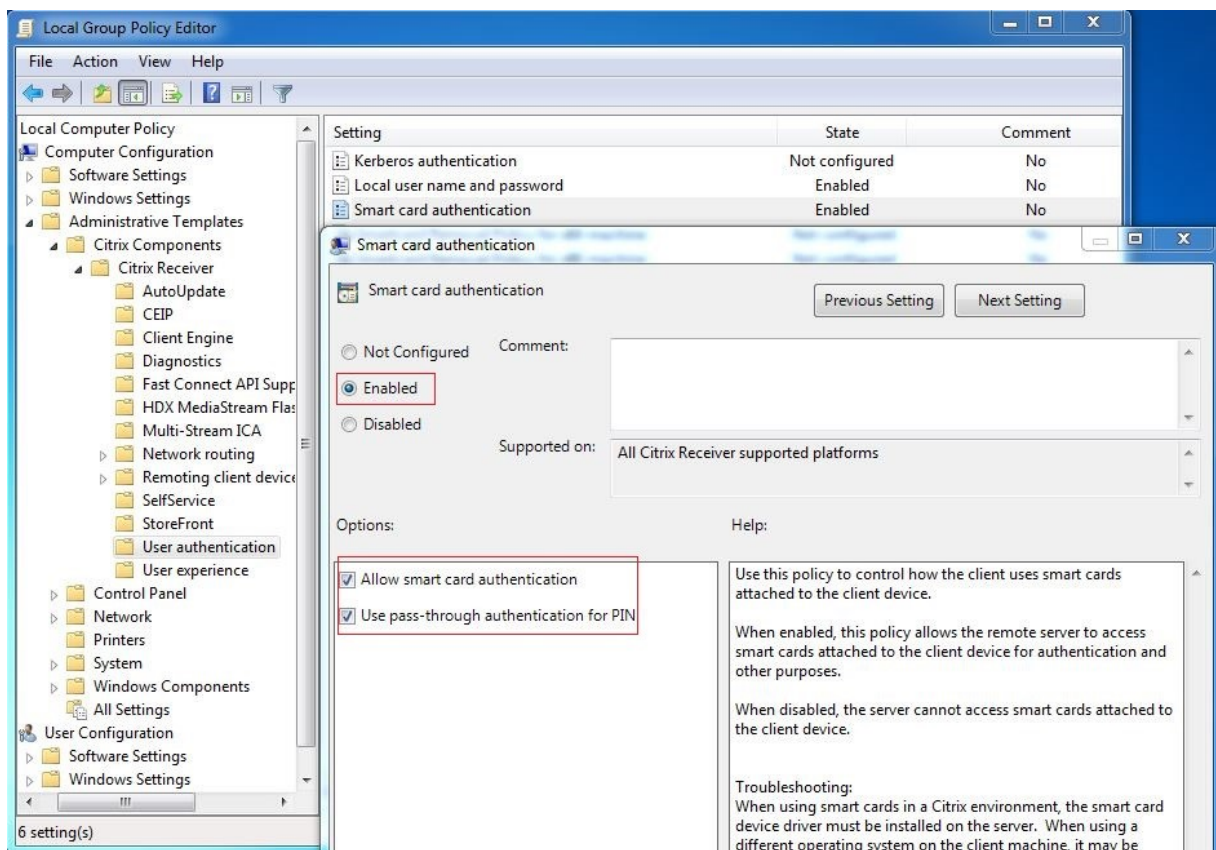 Local Group Policy Editor
File Action View Help
Local Computer Policy
Computer Configuration
Software Settings
Windows Settings
Administrative Templates
Citrix Components
Citrix Receiver
AutoUpdate
CEIP
Client Engine
Diagnostics
Fast Connect API Supp
HDX MediaStream Flas
Multi-Stream ICA
Network routing
Remoting client device
SelfService
StoreFront
User authentication
User experience
Control Panel
Network
Printers
System
Windows Components
All Settings
User Configuration
Software Settings
Windows Settings
6 setting(s)
Setting State Comment
Kerberos authentication Not configured No
Local user name and password Enabled No
Smart card authentication Enabled No
Smart card authentication
Smart card authentication
Previous Setting Next Setting
Not Configured
Enabled
Disabled
Comment:
Supported on: All Citrix Receiver supported platforms
Options:
Allow smart card authentication
Use pass-through authentication for PIN
Help:
Use this policy to control how the client uses smart cards
attached to the client device.
When enabled, this policy allows the remote server to access
smart cards attached to the client device for authentication and
other purposes.
When disabled, the server cannot access smart cards attached to
the client device.
Troubleshooting:
When using smart cards in a Citrix environment, the smart card
device driver must be installed on the server. When using a
different operating system on the client machine, it may be